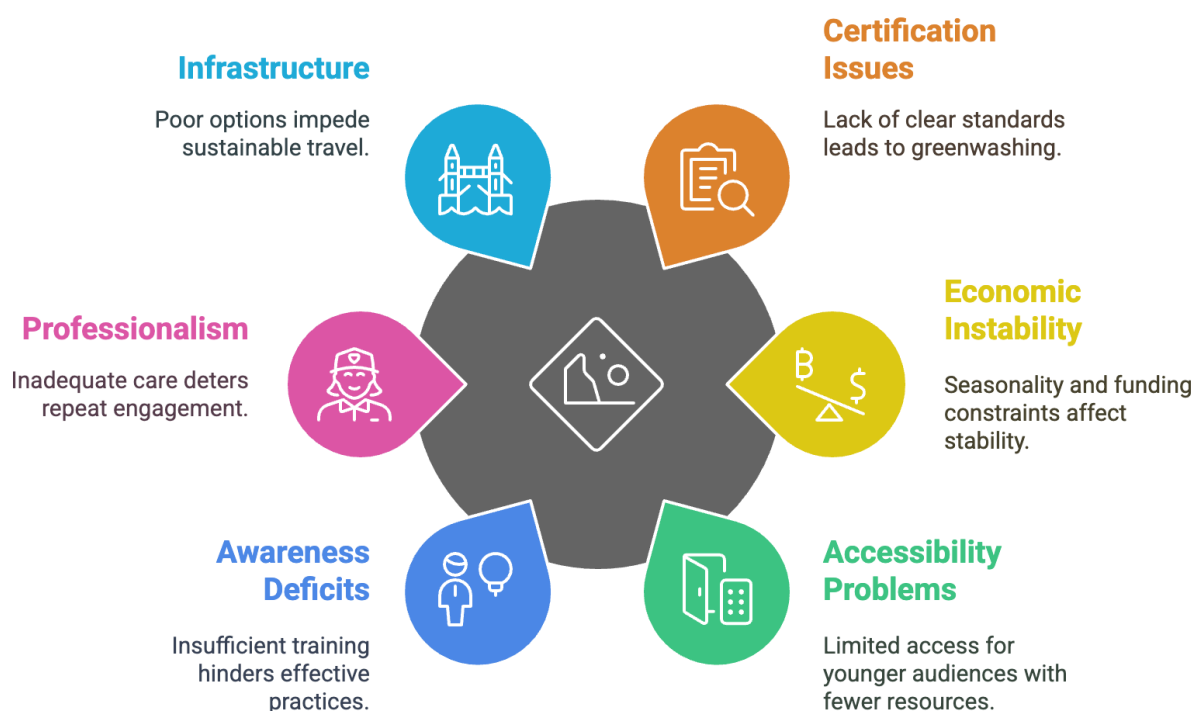 Infrastructure
Poor options impede
sustainable travel.
Certification
Issues
Lack of clear standards
leads to greenwashing.
Professionalism
Inadequate care deters
repeat engagement.
Economic
Instability
Seasonality and funding
constraints affect
stability.
Awareness
Deficits
Insufficient training
hinders effective
practices.
Accessibility
Problems
Limited access for
younger audiences with
fewer resources.